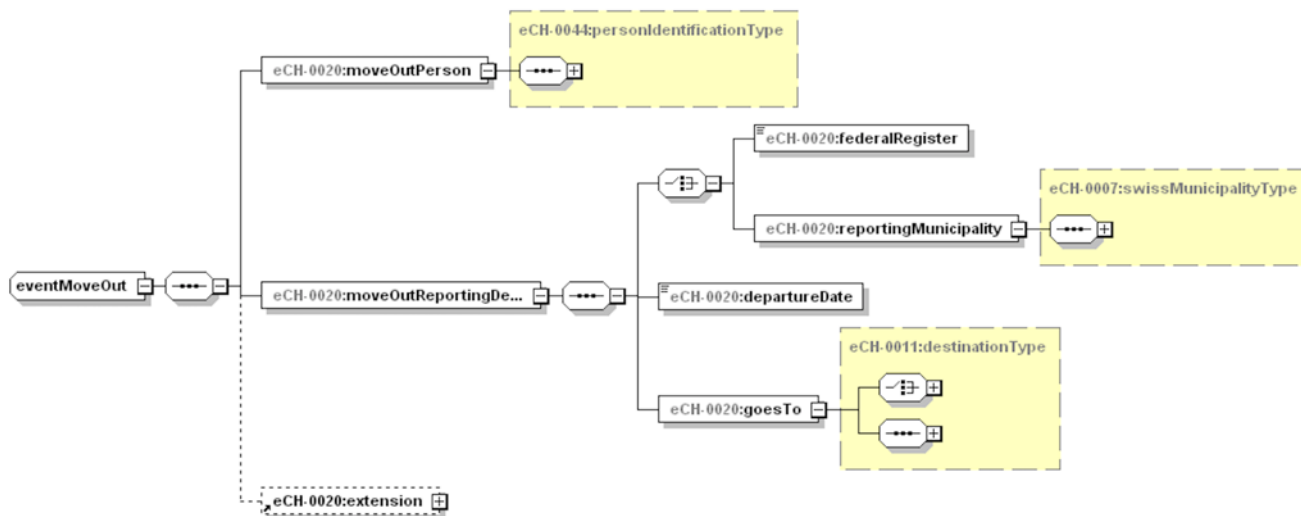 eCH-0044:personIdentificationType
eCH-0020:moveOutPerson
eCH-0020:federalRegister
eCH-0007:swissMunicipalityType
eCH-0020:reportingMunicipality
eventMoveOut
eCH-0020:moveOutReportingDe...
eCH-0020:departureDate
eCH-0011:destinationType
eCH-0020:goesTo
eCH-0020:extension